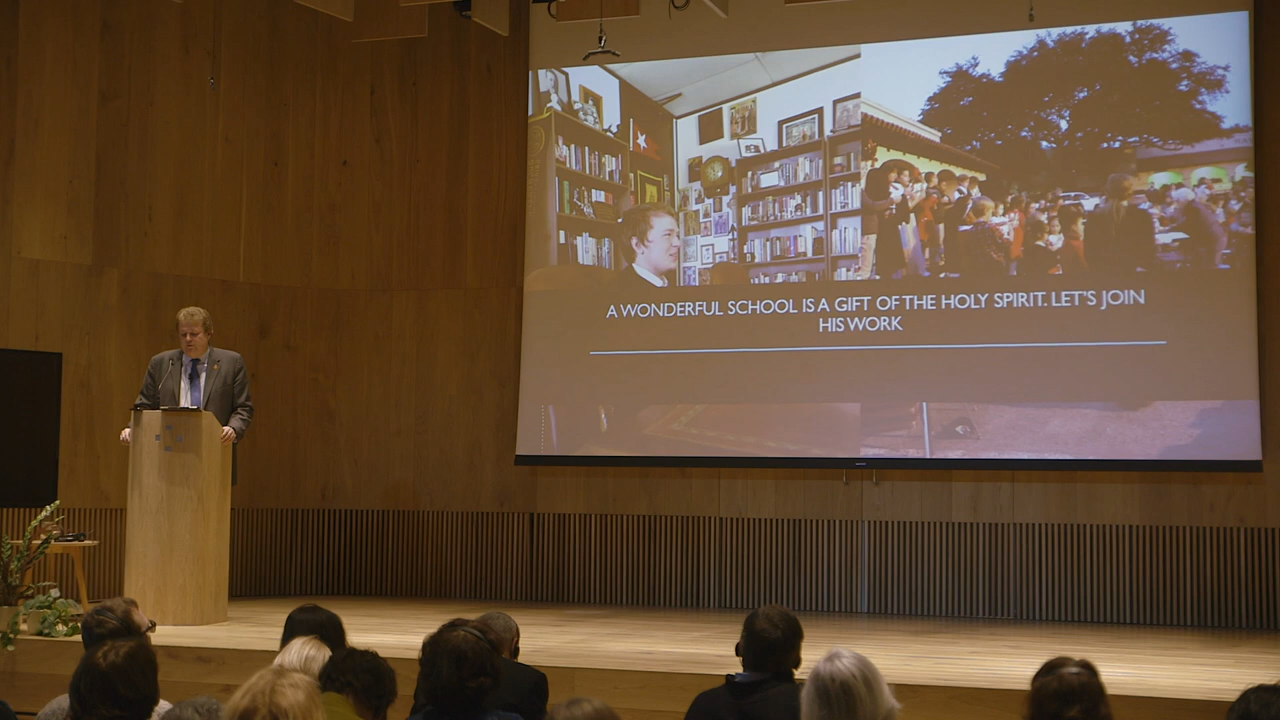 A WONDERFUL SCHOOL IS A GIFT OF THE HOLY SPIRIT. LET'S JOIN
HIS WORK